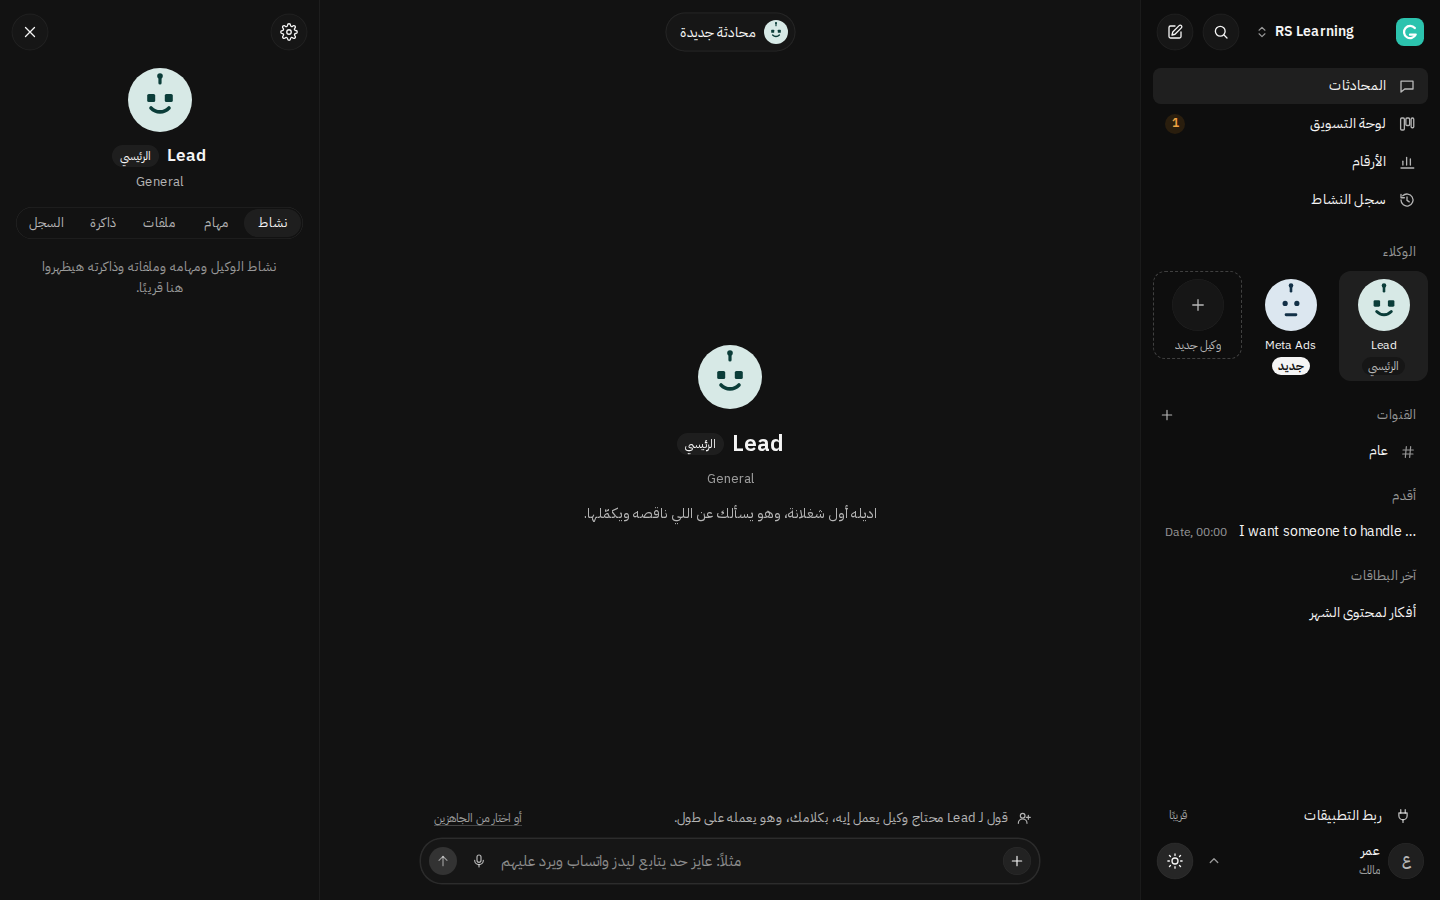 RS Learning
المحادثات
لوحة التسويق 1
الأرقام
سجل النشاط
الوكلاء
Lead
الرئيسي
Meta Ads
جديد
وكيل جديد
القنوات
عام
أقدم
I want someone to handle ... Date, 00:00
آخر البطاقات
أفكار لمحتوى الشهر
ربط التطبيقات قريبًا
ع
عمر
مالك
محادثة جديدة
Lead الرئيسي
General
اديله أول شغلانة، وهو يسألك عن اللي ناقصه ويكمّلها.
قول لـ Lead محتاج وكيل يعمل إيه، بكلامك، وهو يعمله على طول. أو اختار من الجاهزين
مثلاً: عايز حد يتابع ليدز واتساب ويرد عليهم
Lead الرئيسي
General
نشاط مهام ملفات ذاكرة السجل
نشاط الوكيل ومهامه وملفاته وذاكرته هيظهروا
هنا قريبًا.